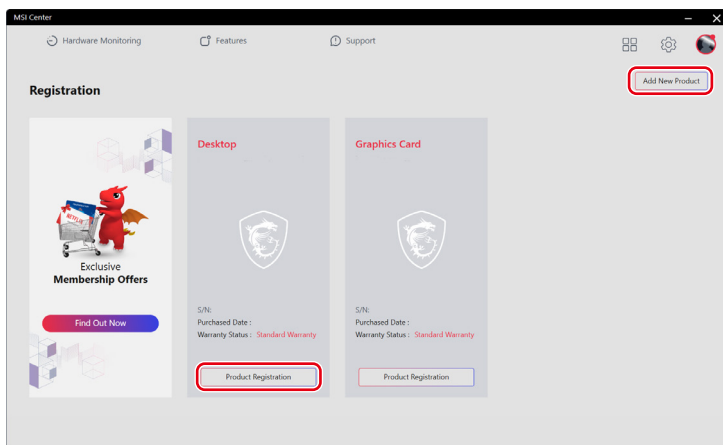 MSI Center
Hardware Monitoring
Features
Support
Add New Product
Registration
NETFLIX
Exclusive
Membership Offers
Find Out Now
Desktop
S/N:
Purchased Date :
Warranty Status : Standard Warranty
Product Registration
Graphics Card
S/N:
Purchased Date :
Warranty Status : Standard Warranty
Product Registration